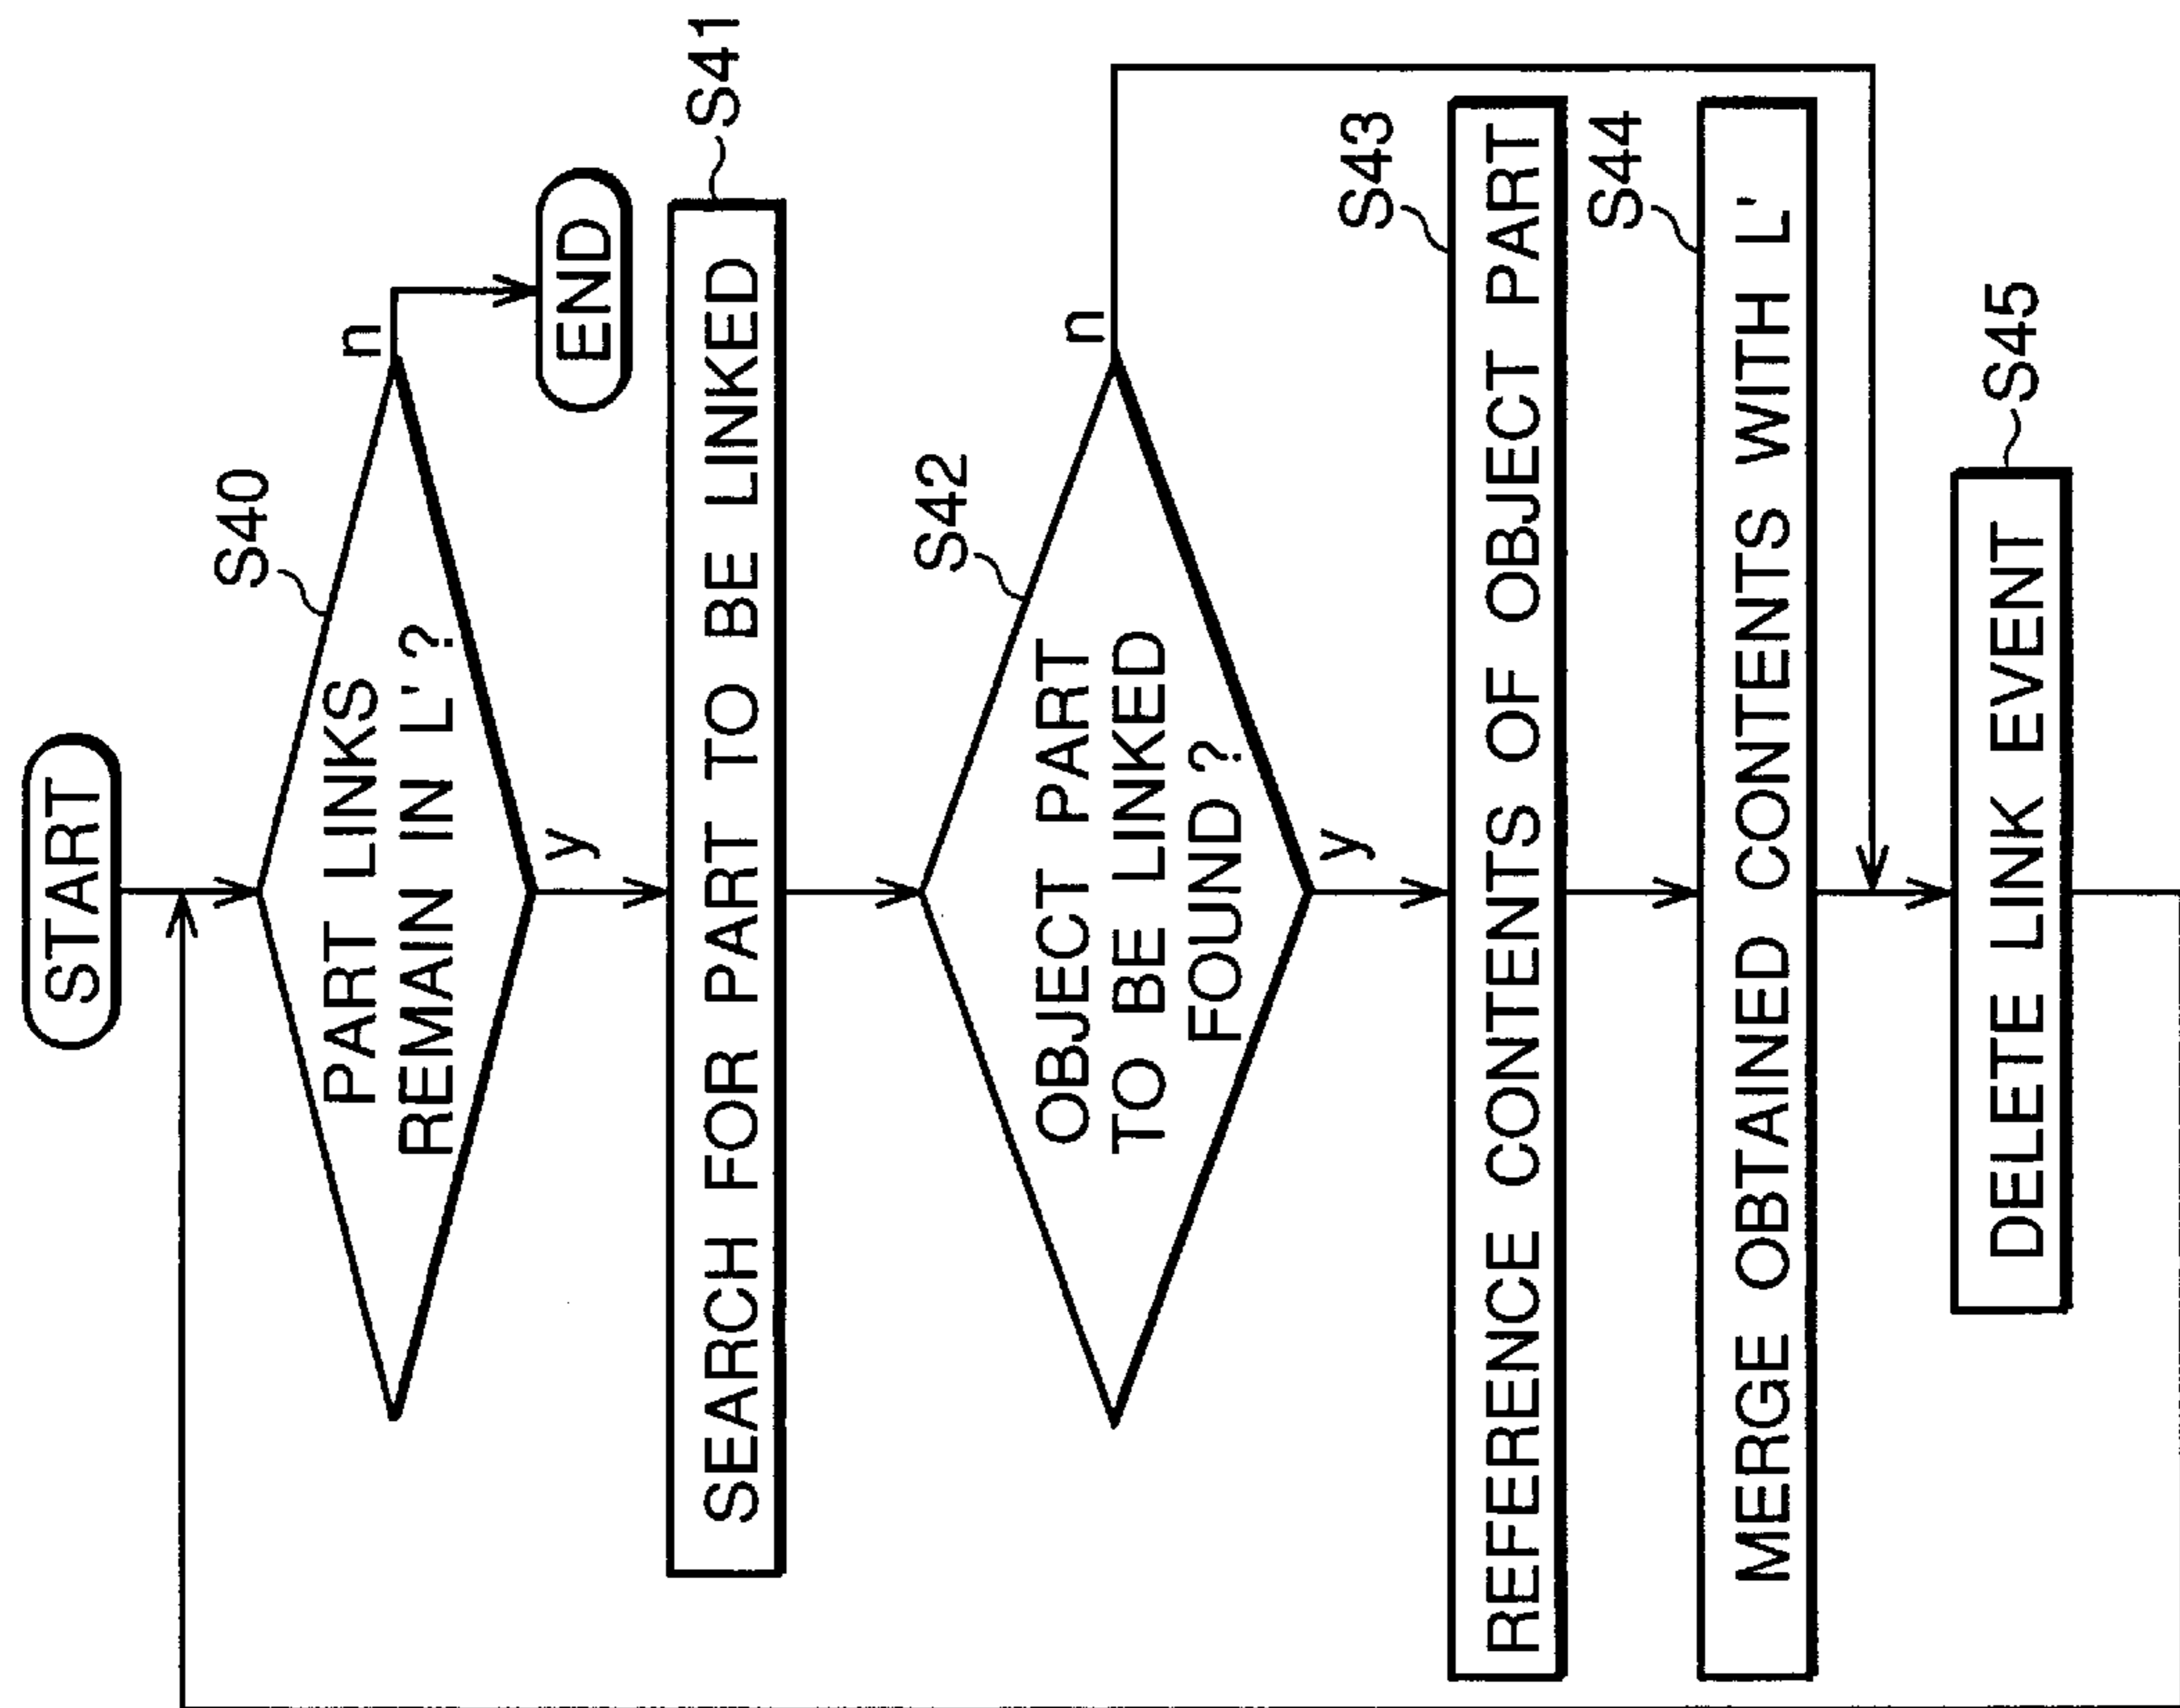 START
S40
PART LINKS
REMAIN IN L' ?
n
END
y
S41
SEARCH FOR PART TO BE LINKED
S42
OBJECT PART
TO BE LINKED
FOUND ?
n
y
S43
REFERENCE CONTENTS OF OBJECT PART
S44
MERGE OBTAINED CONTENTS WITH L'
S45
DELETE LINK EVENT